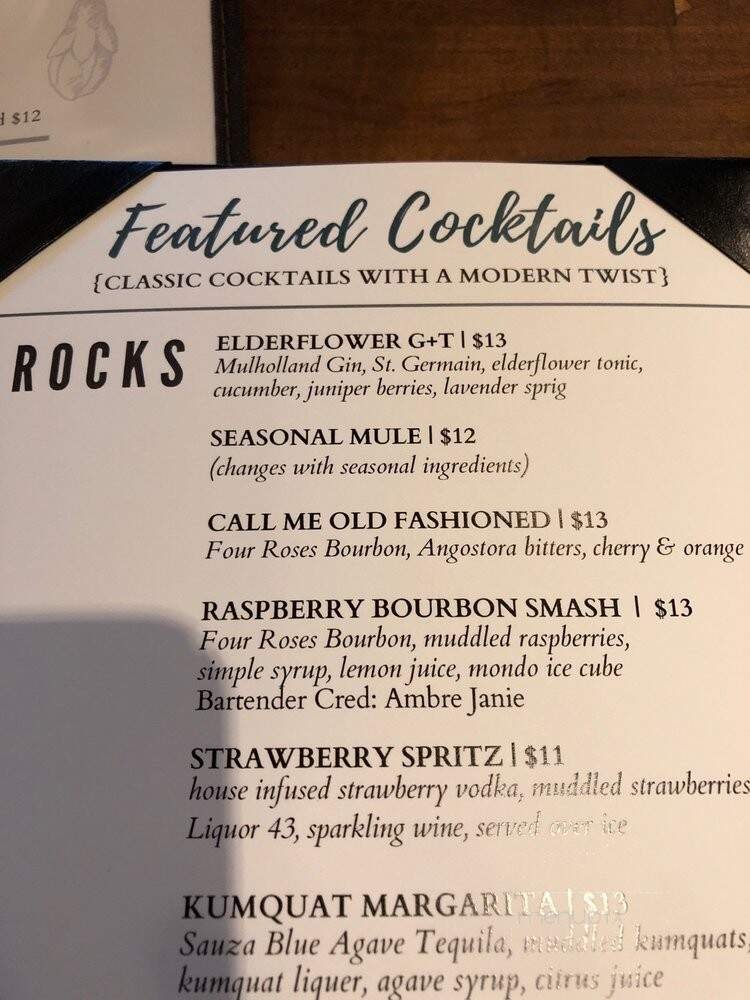 $12
Featured Cocktails
{CLASSIC COCKTAILS WITH A MODERN TWIST}
ROCKS
ELDERFLOWER G+T | $13
Mulholland Gin, St. Germain, elderflower tonic,
cucumber, juniper berries, lavender sprig
SEASONAL MULE | $12
(changes with seasonal ingredients)
CALL ME OLD FASHIONED | $13
Four Roses Bourbon, Angostora bitters, cherry & orange
RASPBERRY BOURBON SMASH | $13
Four Roses Bourbon, muddled raspberries,
simple syrup, lemon juice, mondo ice cube
Bartender Cred: Ambre Janie
STRAWBERRY SPRITZ | $11
house infused strawberry vodka, muddled strawberries
Liquor 43, sparkling wine, served over ice
KUMQUAT MARGARITA | $13
Sauza Blue Agave Tequila, muddled kumquats,
kumquat liquer, agave syrup, citrus juice